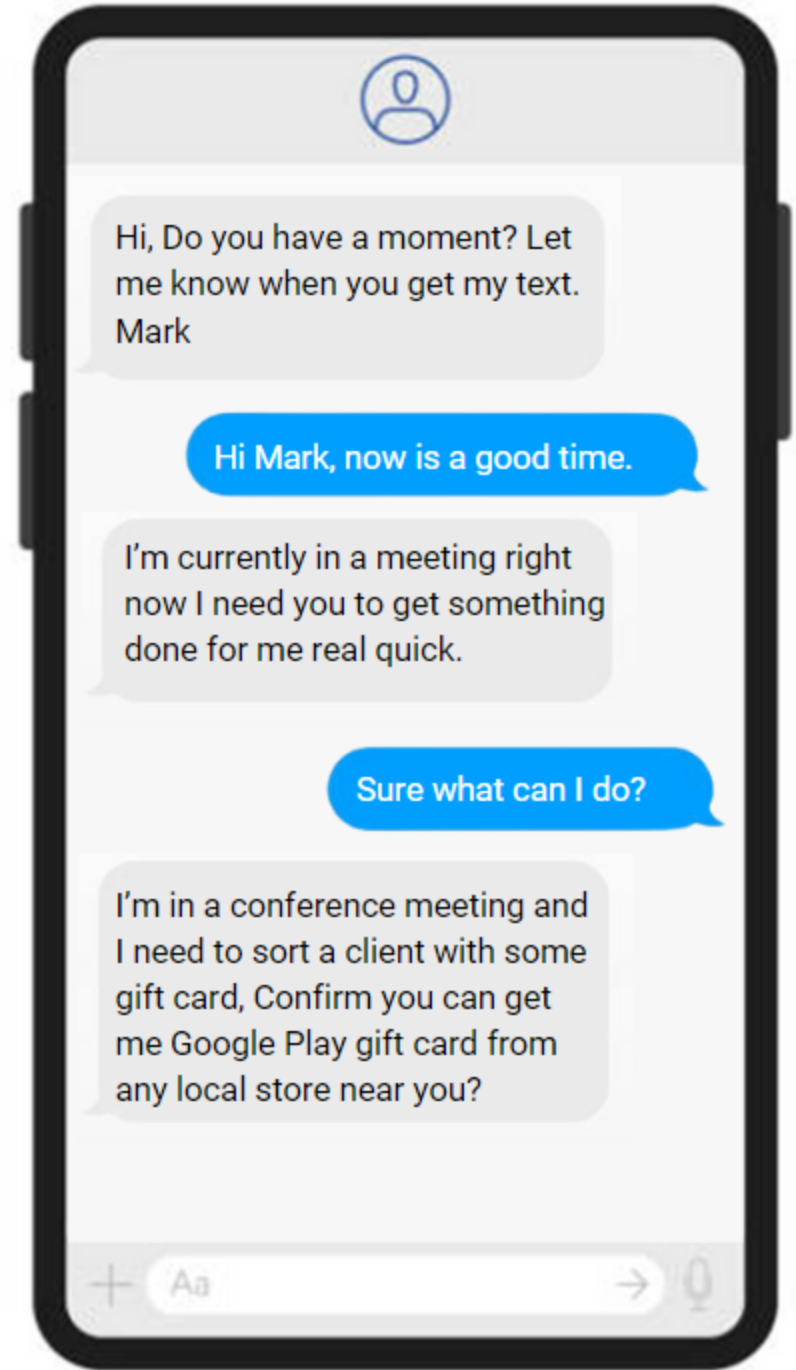 Hi, Do you have a moment? Let
me know when you get my text.
Mark
Hi Mark, now is a good time.
I’m currently in a meeting right
now I need you to get something
done for me real quick.
Sure what can I do?
I’m in a conference meeting and
I need to sort a client with some
gift card, Confirm you can get
me Google Play gift card from
any local store near you?
Aa